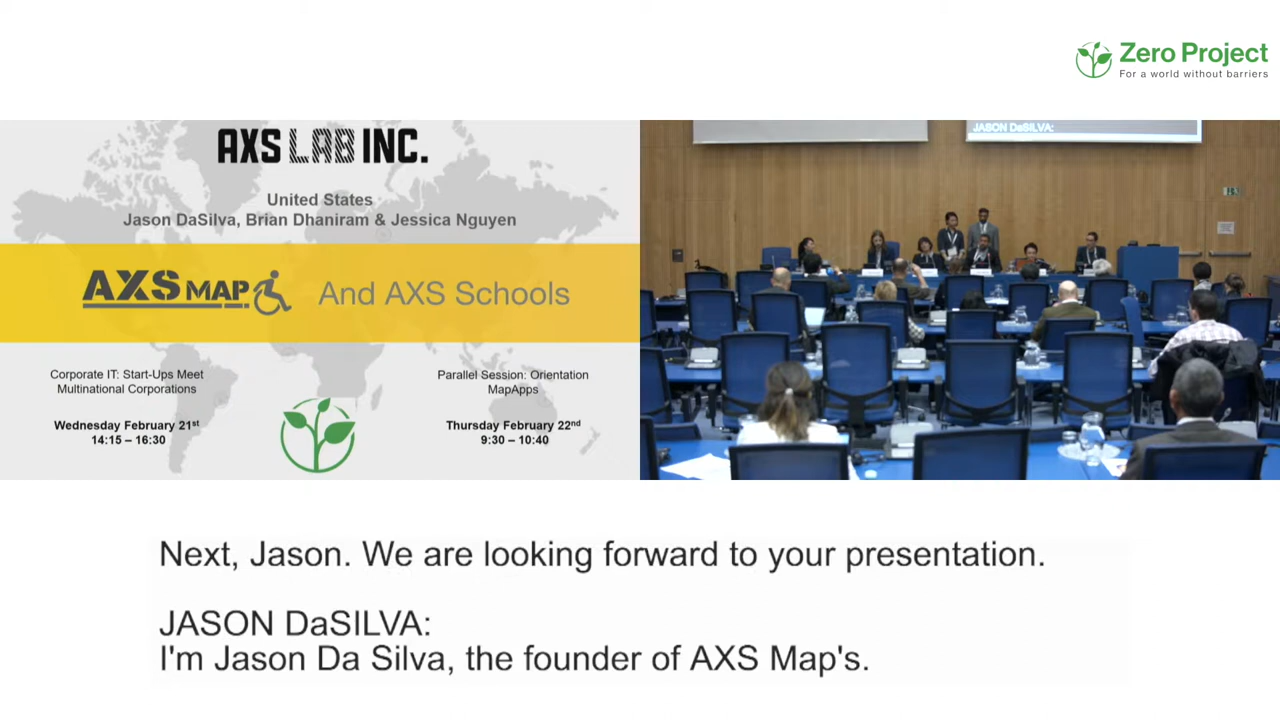 Zero Project
For a world without barriers
AXS LAB INC.
United States
Jason DaSilva, Brian Dhaniram & Jessica Nguyen
AXS MAP And AXS Schools
Corporate IT: Start-Ups Meet
Multinational Corporations
Wednesday February 21st
14:15 – 16:30
Parallel Session: Orientation
MapApps
Thursday February 22nd
9:30 – 10:40
JASON DaSILVA:
Next, Jason. We are looking forward to your presentation.
JASON DaSILVA:
I'm Jason Da Silva, the founder of AXS Map's.